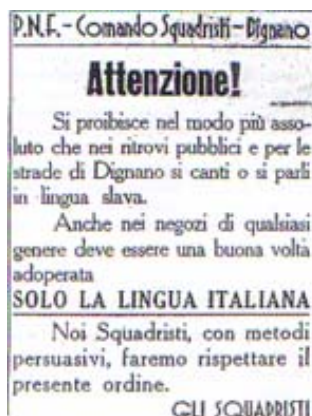 P.N.F. - Comando Squadristi - Dignano
Attenzione!
Si proibisce nel modo più asso-
luto che nei ritrovi pubblici e per le
strade di Dignano si canti o si parli
in lingua slava.
Anche nei negozi di qualsiasi
genere deve essere una buona volta
adoperata
SOLO LA LINGUA ITALIANA
Noi Squadristi, con metodi
persuasivi, faremo rispettare il
presente ordine.
GLI SQUADRISTI